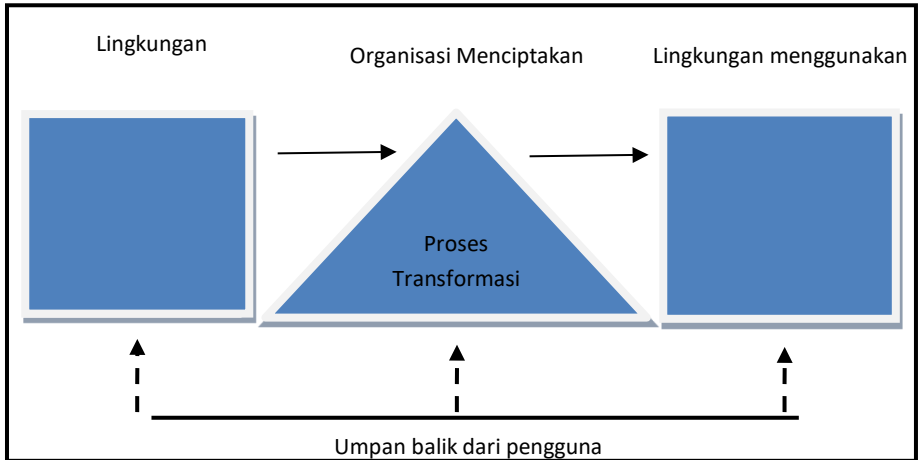 Lingkungan
Organisasi Menciptakan
Lingkungan menggunakan
Proses
Transformasi
Umpan balik dari pengguna